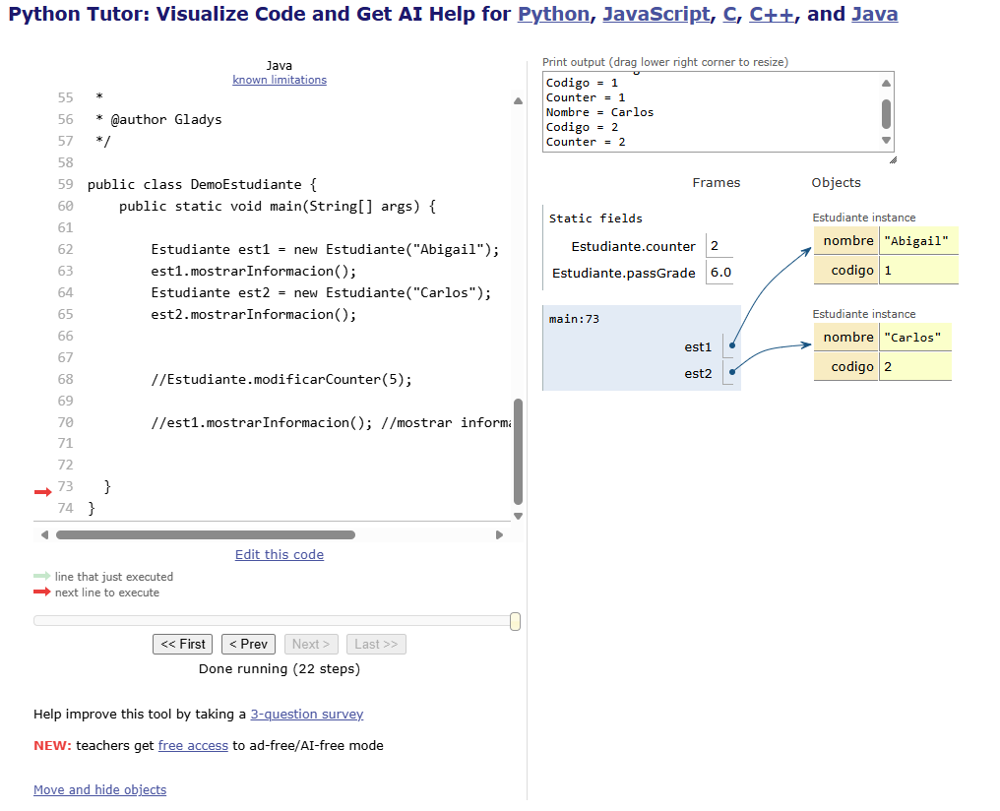 Python Tutor: Visualize Code and Get AI Help for Python, JavaScript, C, C++, and Java
Java
known limitations
55 *
56 * @author Gladys
57 */
58
59 public class DemoEstudiante {
60 public static void main(String[] args) {
61
62 Estudiante est1 = new Estudiante("Abigail");
63 est1.mostrarInformacion();
64 Estudiante est2 = new Estudiante("Carlos");
65 est2.mostrarInformacion();
66
67
68 //Estudiante.modificarCounter(5);
69
70 //est1.mostrarInformacion(); //mostrar inform
71
72
73 }
74 }
Edit this code
line that just executed
next line to execute
<< First
< Prev
Next >
Last >>
Done running (22 steps)
Help improve this tool by taking a 3-question survey
NEW: teachers get free access to ad-free/AI-free mode
Move and hide objects
Print output (drag lower right corner to resize)
Codigo = 1
Counter = 1
Nombre = Carlos
Codigo = 2
Counter = 2
Frames
Objects
Static fields
Estudiante.counter 2
Estudiante.passGrade 6.0
main:73
est1
est2
Estudiante instance
nombre "Abigail"
codigo 1
Estudiante instance
nombre "Carlos"
codigo 2